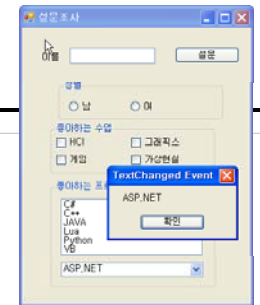 설문조사
이름
설문
성별
남 여
좋아하는 수업
HCI 그래픽스
게임 가상현실
TextChanged Event
ASP.NET
확인
좋아하는 프
C#
C++
JAVA
Lua
Python
VB
ASP.NET